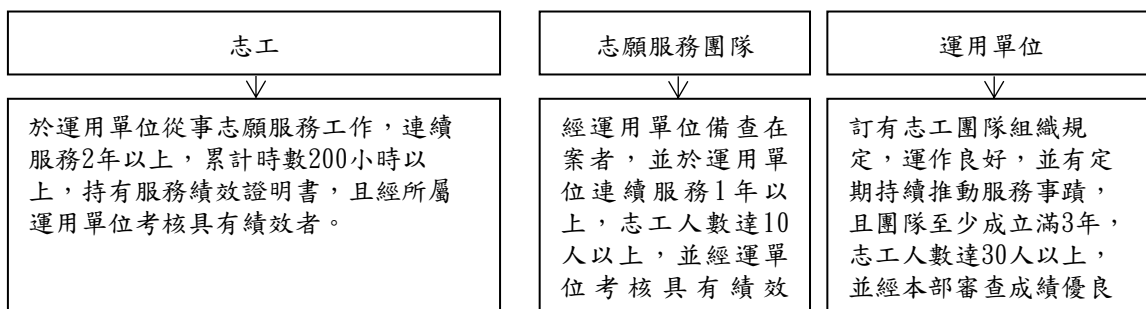 志工
於運用單位從事志願服務工作，連續
服務2年以上，累計時數200小時以
上，持有服務績效證明書，且經所屬
運用單位考核具有績效者。
志願服務團隊
經運用單位備查在
案者，並於運用單
位連續服務1年以
上，志工人數達10
人以上，並經運單
位考核具有績效
運用單位
訂有志工團隊組織規
定，運作良好，並有定
期持續推動服務事蹟，
且團隊至少成立滿3年，
志工人數達30人以上，
並經本部審查成績優良